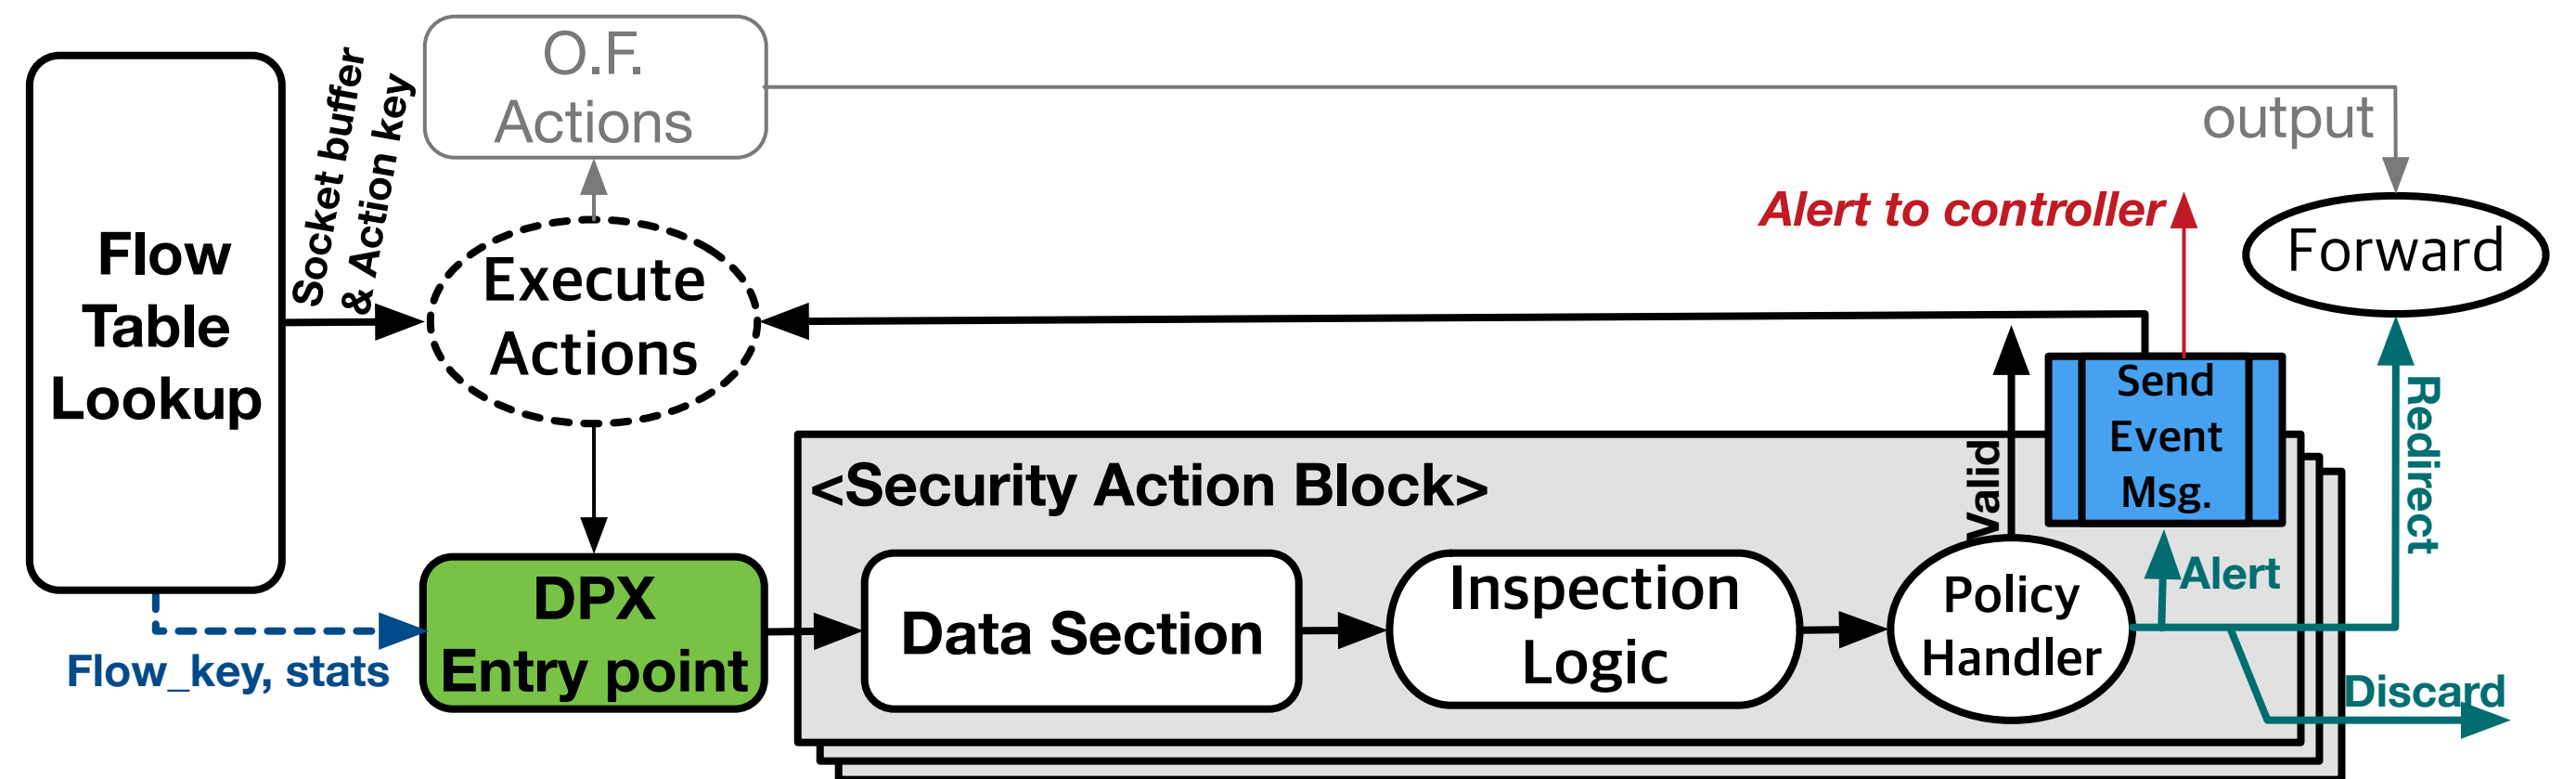 Flow
Table
Lookup
Socket buffer
& Action key
O.F.
Actions
output
Execute
Actions
Alert to controller
Forward
Send
Event
Msg.
Redirect
Valid
<Security Action Block>
Alert
DPX
Entry point
Data Section
Inspection
Logic
Policy
Handler
Flow_key, stats
Discard